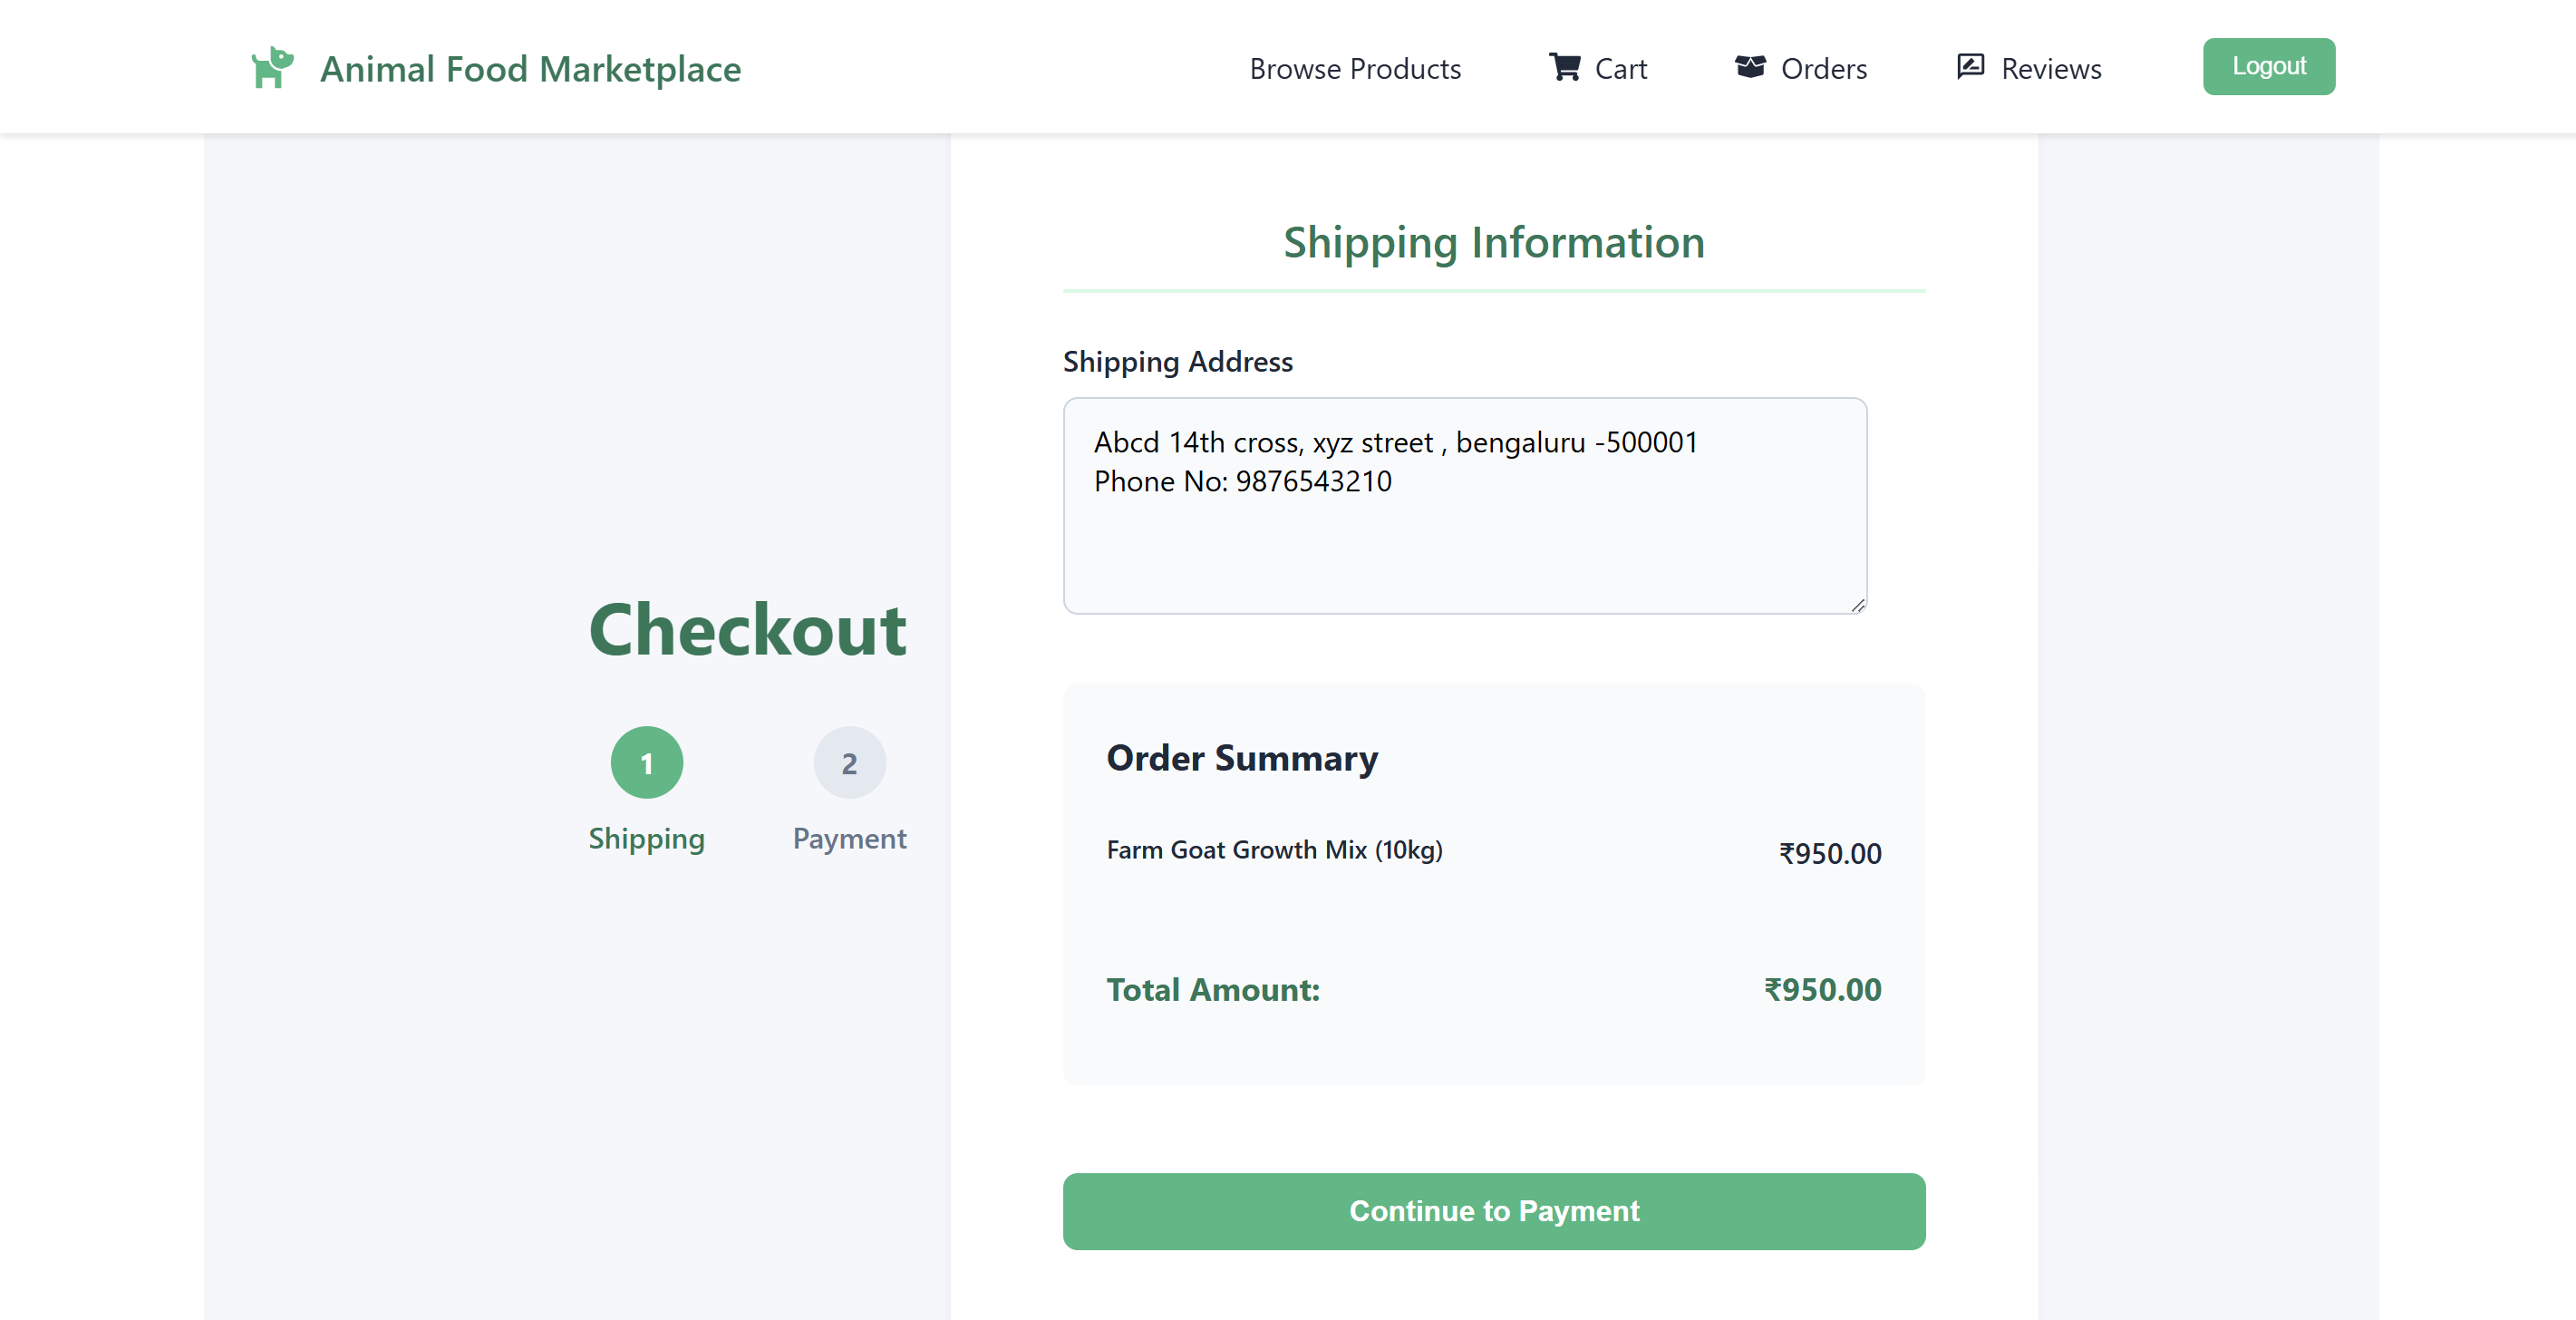 Animal Food Marketplace
Browse Products
Cart
Orders
Reviews
Logout
Checkout
1
Shipping
2
Payment
Shipping Information
Shipping Address
Abcd 14th cross, xyz street , bengaluru -500001
Phone No: 9876543210
Order Summary
Farm Goat Growth Mix (10kg) ₹950.00
Total Amount: ₹950.00
Continue to Payment